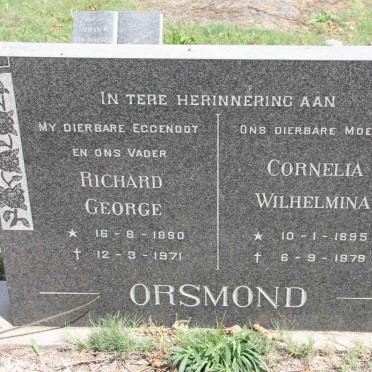 IN TERE HERINNERING AAN
MY DIERBARE EGGENOOT
EN ONS VADER
RICHARD
GEORGE
★ 16 - 8 - 1890
† 12 - 3 - 1971
ONS DIERBARE MOE
CORNELIA
WILHELMINA
★ 10 - 1 - 1895
† 6 - 9 - 1979
ORSMOND